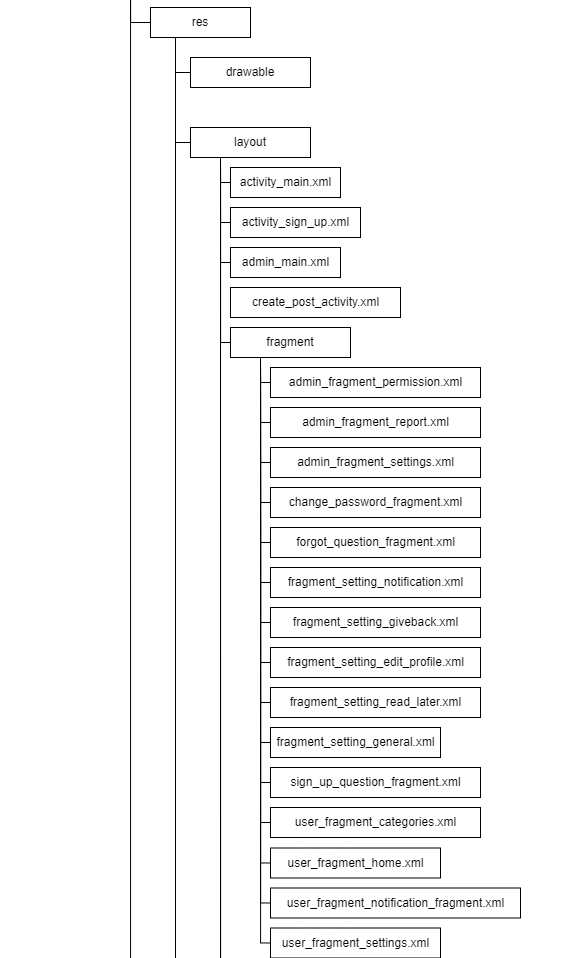 res
drawable
layout
activity_main.xml
activity_sign_up.xml
admin_main.xml
create_post_activity.xml
fragment
admin_fragment_permission.xml
admin_fragment_report.xml
admin_fragment_settings.xml
change_password_fragment.xml
forgot_question_fragment.xml
fragment_setting_notification.xml
fragment_setting_giveback.xml
fragment_setting_edit_profile.xml
fragment_setting_read_later.xml
fragment_setting_general.xml
sign_up_question_fragment.xml
user_fragment_categories.xml
user_fragment_home.xml
user_fragment_notification_fragment.xml
user_fragment_settings.xml